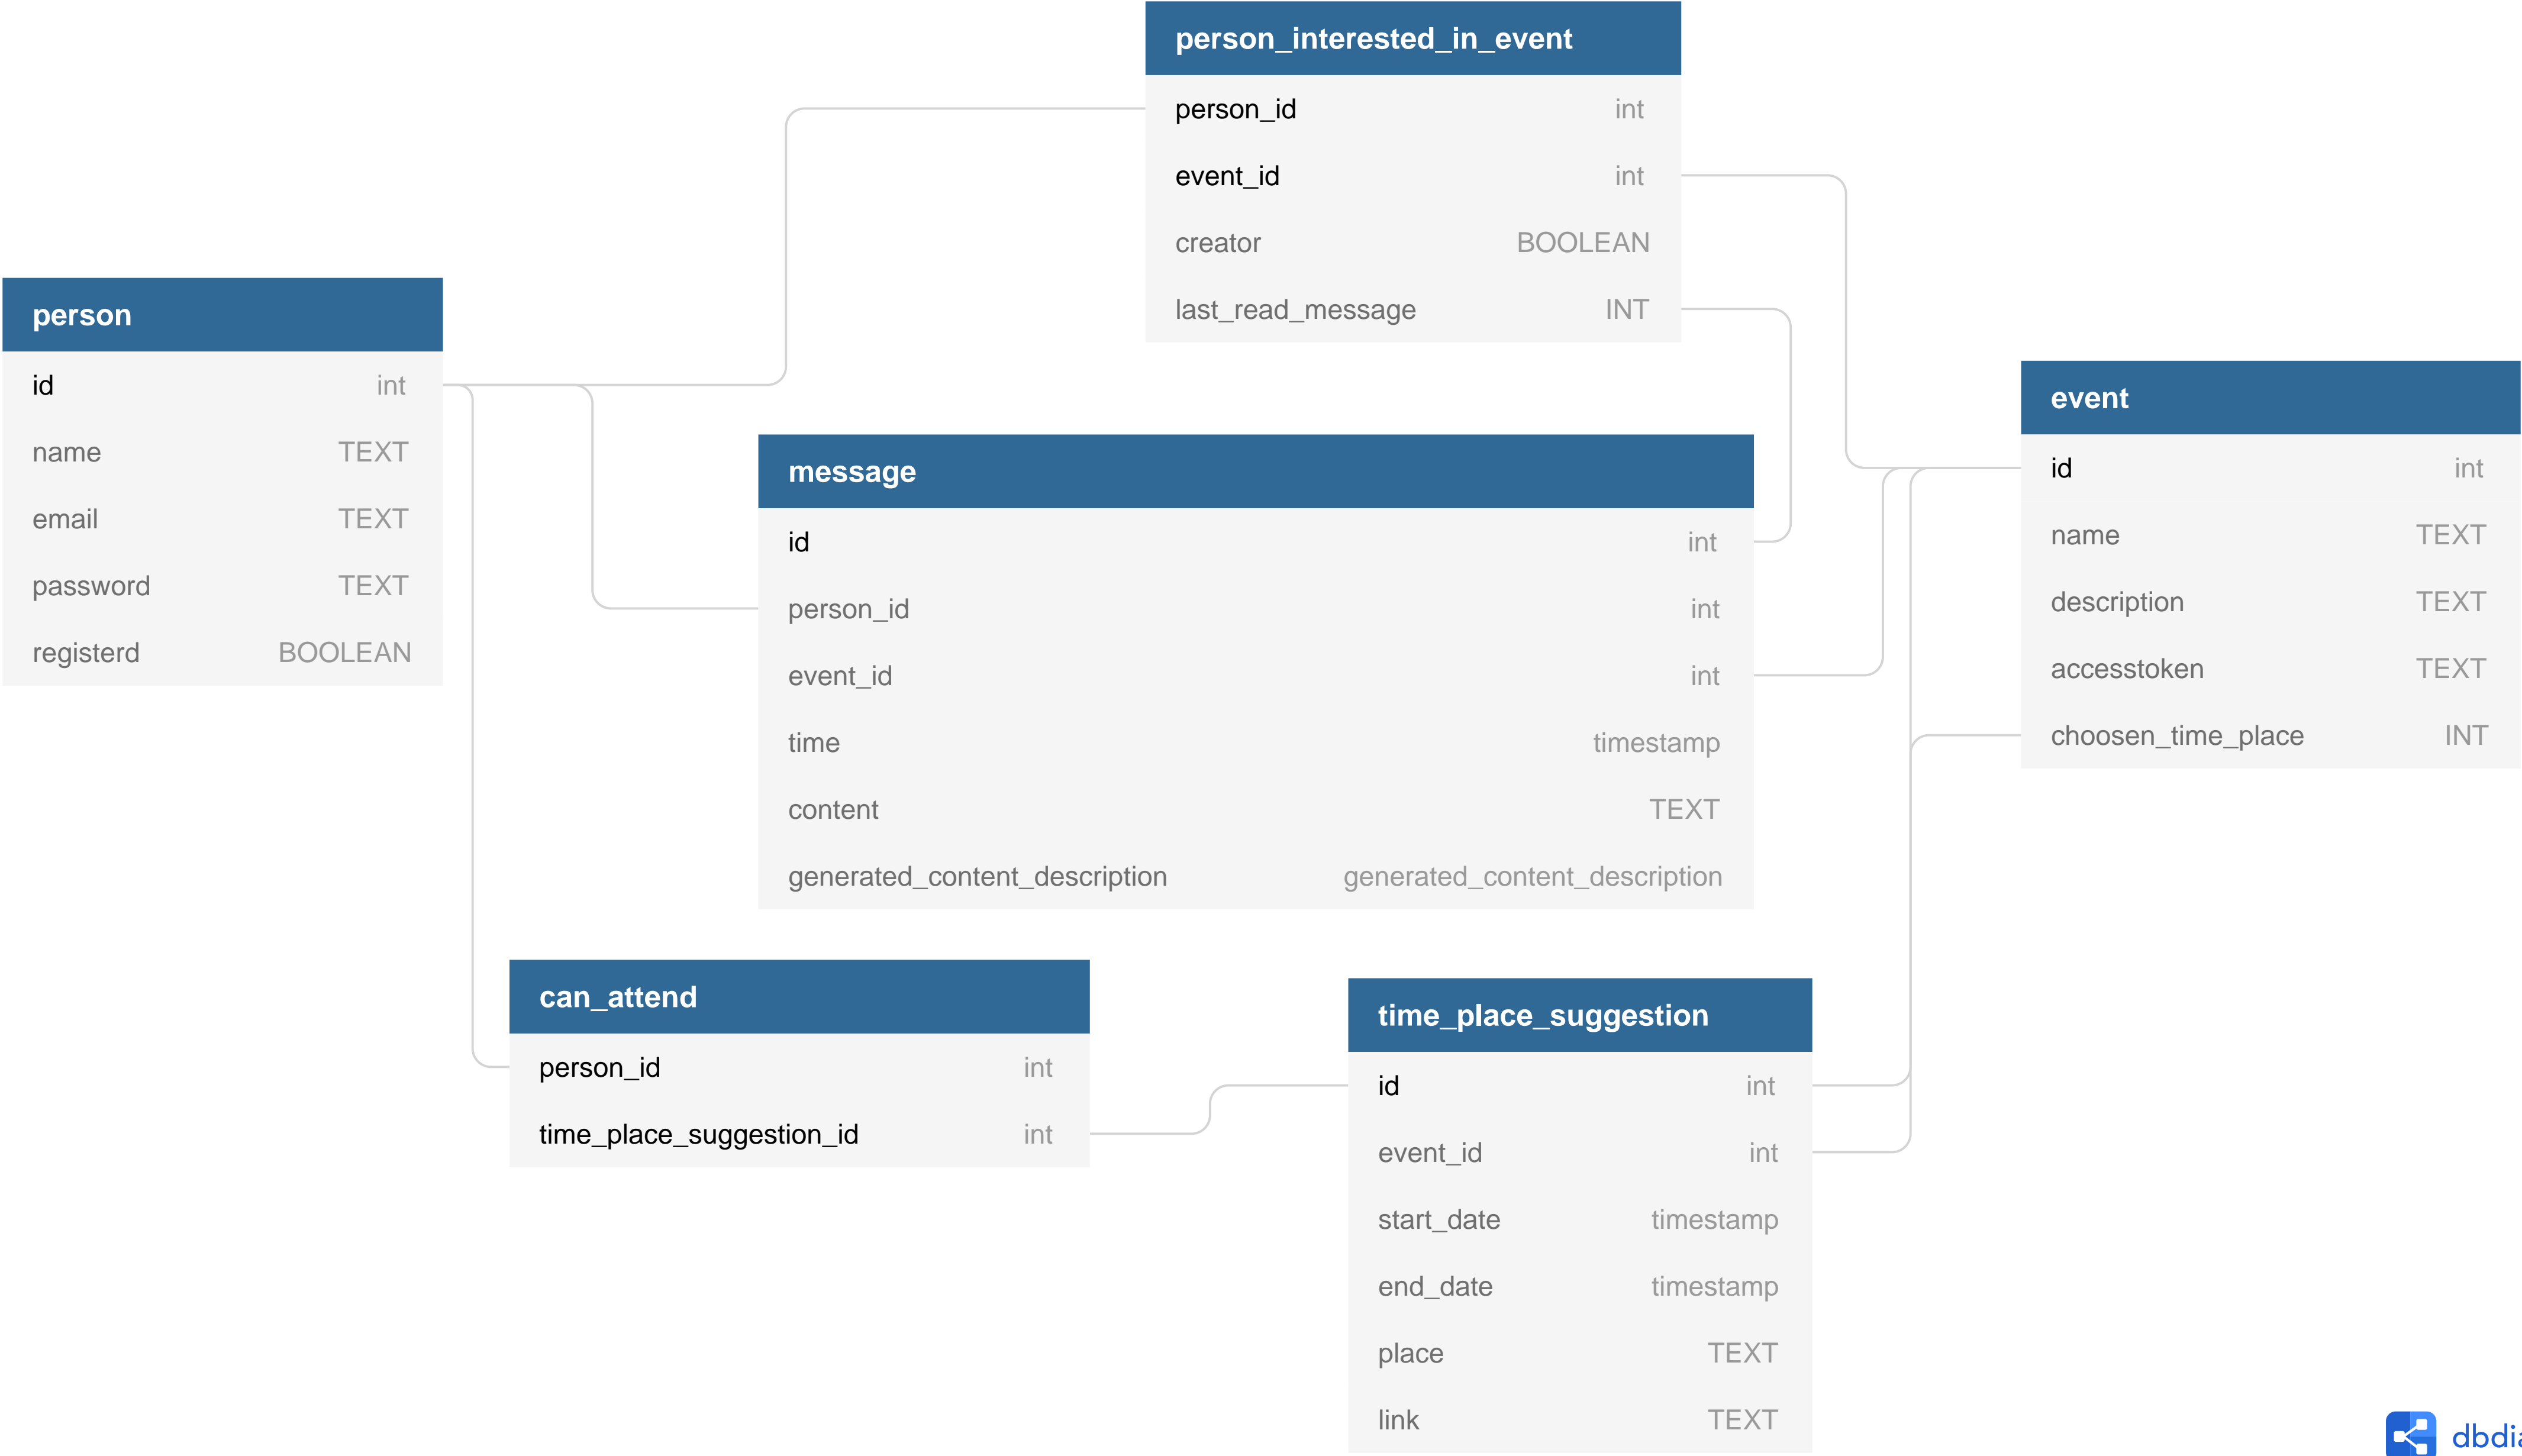 person_interested_in_event
person_id int
event_id int
creator BOOLEAN
last_read_message INT
person
id int
name TEXT
email TEXT
password TEXT
registerd BOOLEAN
message
id int
person_id int
event_id int
time timestamp
content TEXT
generated_content_description generated_content_description
event
id int
name TEXT
description TEXT
accesstoken TEXT
choosen_time_place INT
can_attend
person_id int
time_place_suggestion_id int
time_place_suggestion
id int
event_id int
start_date timestamp
end_date timestamp
place TEXT
link TEXT